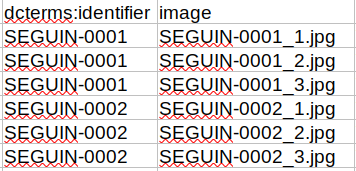 dcterms:identifier image
SEGUIN-0001 SEGUIN-0001_1.jpg
SEGUIN-0001 SEGUIN-0001_2.jpg
SEGUIN-0001 SEGUIN-0001_3.jpg
SEGUIN-0002 SEGUIN-0002_1.jpg
SEGUIN-0002 SEGUIN-0002_2.jpg
SEGUIN-0002 SEGUIN-0002_3.jpg